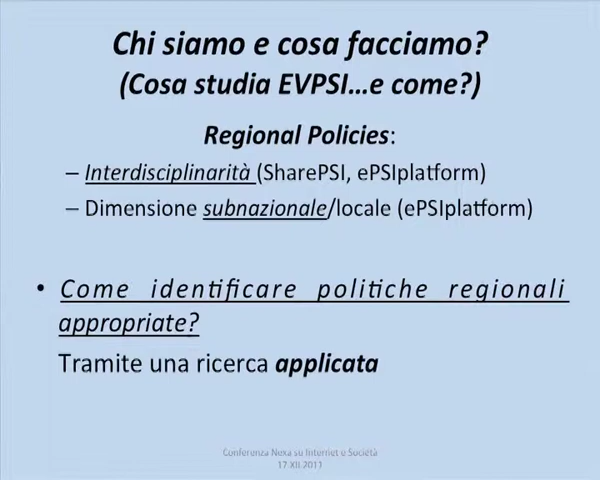 Chi siamo e cosa facciamo?
(Cosa studia EVPSI...e come?)
Regional Policies:
– Interdisciplinarità (SharePSI, ePSIplatform)
– Dimensione subnazionale/locale (ePSIplatform)
• Come identificare politiche regionali
appropriate?
Tramite una ricerca applicata
Conferenza Nexa su Internet e Società
17 XII 2011